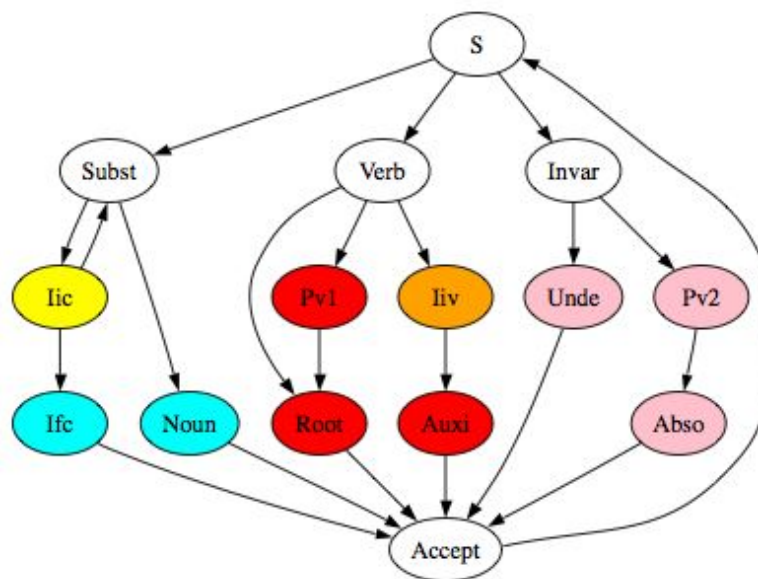 S
Subst Verb Invar
Iic Pv1 Iiv Unde Pv2
Ifc Noun Root Auxi Abso
Accept